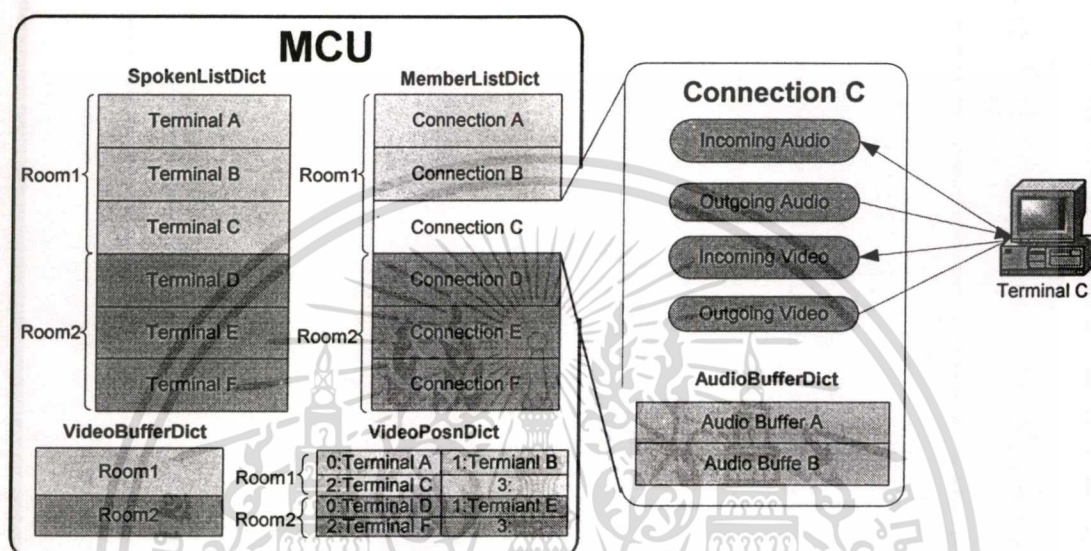 MCU
SpokenListDict
MemberListDict
Room1
Terminal A
Terminal B
Terminal C
Room2
Terminal D
Terminal E
Terminal F
Room1
Connection A
Connection B
Connection C
Room2
Connection D
Connection E
Connection F
VideoBufferDict
Room1
Room2
VideoPosnDict
Room1
0:Terminal A 1:Termianl B
2:Terminal C 3:
Room2
0:Terminal D 1:Termianl E
2:Terminal F 3:
Connection C
Incoming Audio
Outgoing Audio
Incoming Video
Outgoing Video
AudioBufferDict
Audio Buffer A
Audio Buffe B
Terminal C